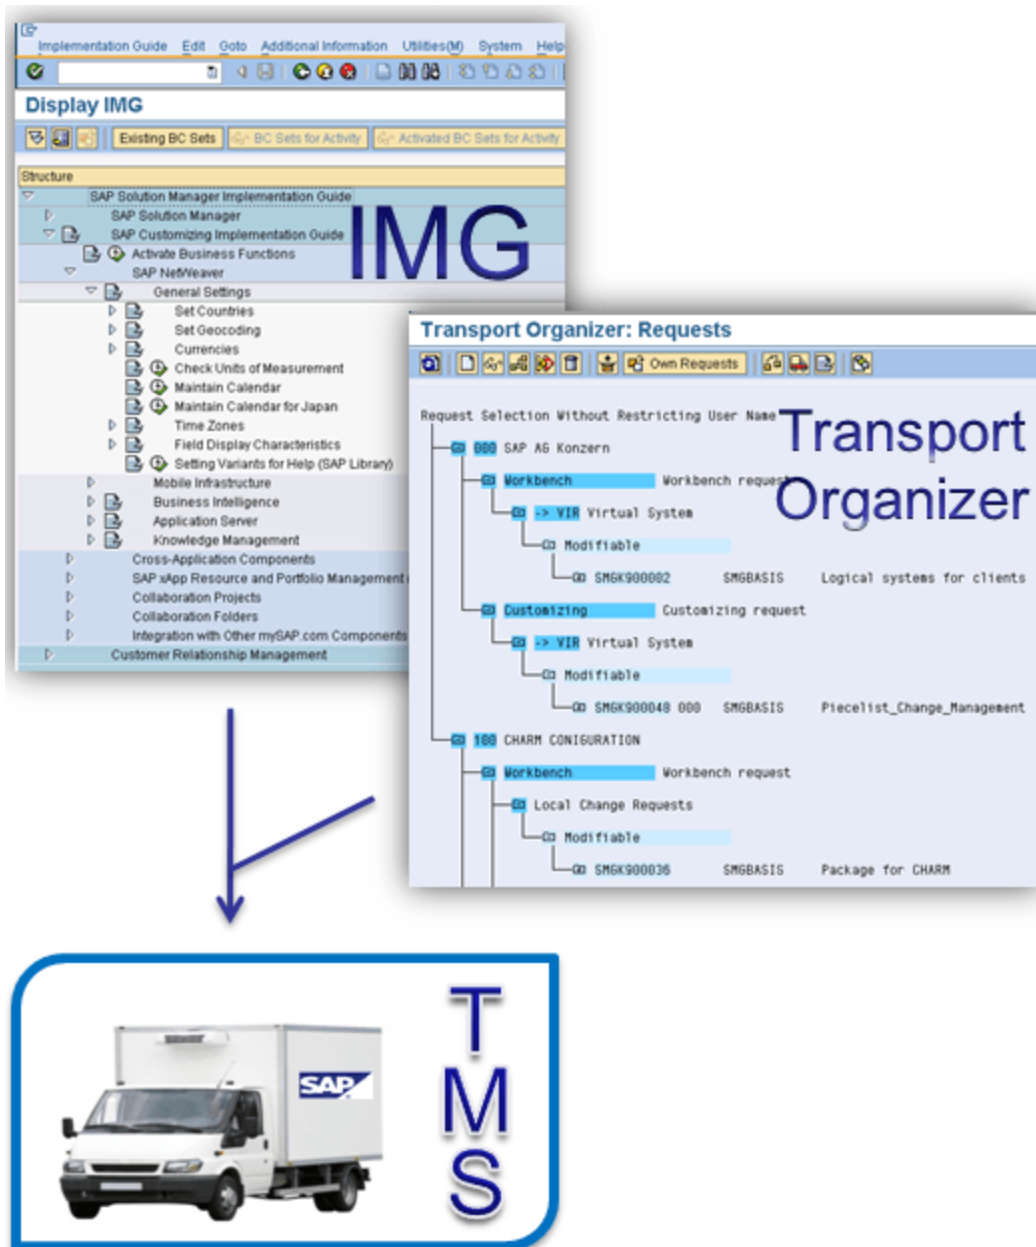 Implementation Guide Edit Goto Additional Information Utilities(M) System Help
Display IMG
Existing BC Sets BC Sets for Activity Activated BC Sets for Activity
Structure
SAP Solution Manager Implementation Guide
SAP Solution Manager
SAP Customizing Implementation Guide
Activate Business Functions
SAP NetWeaver
General Settings
Set Countries
Set Geocoding
Currencies
Check Units of Measurement
Maintain Calendar
Maintain Calendar for Japan
Time Zones
Field Display Characteristics
Setting Variants for Help (SAP Library)
Mobile Infrastructure
Business Intelligence
Application Server
Knowledge Management
Cross-Application Components
SAP xApp Resource and Portfolio Management
Collaboration Projects
Collaboration Folders
Integration with Other mySAP.com Components
Customer Relationship Management
IMG
Transport Organizer: Requests
Own Requests
Request Selection Without Restricting User Name
000 SAP AG Konzern
Workbench Workbench request
-> VIR Virtual System
Modifiable
SMGK900002 SMGBASIS Logical systems for clients
Customizing Customizing request
-> VIR Virtual System
Modifiable
SMGK900048 000 SMGBASIS Piecelist_Change_Management
100 CHARM CONIGURATION
Workbench Workbench request
Local Change Requests
Modifiable
SMGK900036 SMGBASIS Package for CHARM
Transport
Organizer
SAP
T
M
S